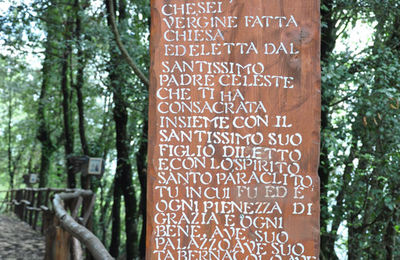 CHE SEI
VERGINE FATTA
CHIESA
ED ELETTA DAL
SANTISSIMO
PADRE CELESTE
CHE TI HA
CONSACRATA
INSIEME CON IL
SANTISSIMO SUO
FIGLIO DILETTO
E CON LO SPIRITO
SANTO PARACLITO.
TU IN CUI FU ED È
OGNI PIENEZZA DI
GRAZIA E OGNI
BENE. AVE SUO
PALAZZO, AVE SUO
TABERNACOLO, AVE